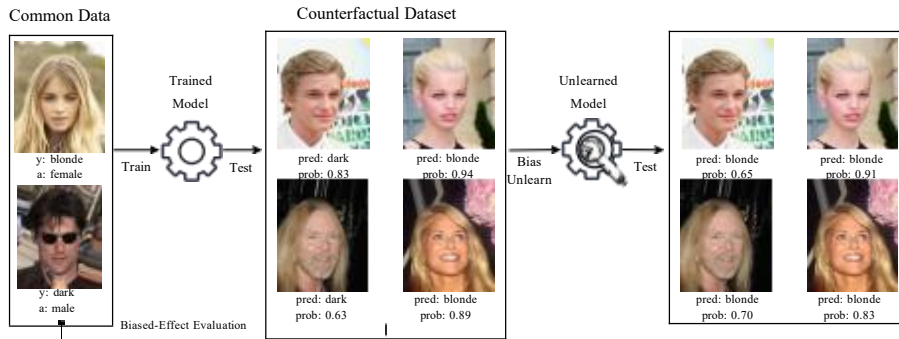 Common Data
Counterfactual Dataset
y: blonde
a: female
y: dark
a: male
Train
Trained
Model
Test
pred: dark
prob: 0.83
pred: blonde
prob: 0.94
pred: dark
prob: 0.63
pred: blonde
prob: 0.89
Bias
Unlearn
Unlearned
Model
Test
pred: blonde
prob: 0.65
pred: blonde
prob: 0.91
pred: blonde
prob: 0.70
pred: blonde
prob: 0.83
Biased-Effect Evaluation